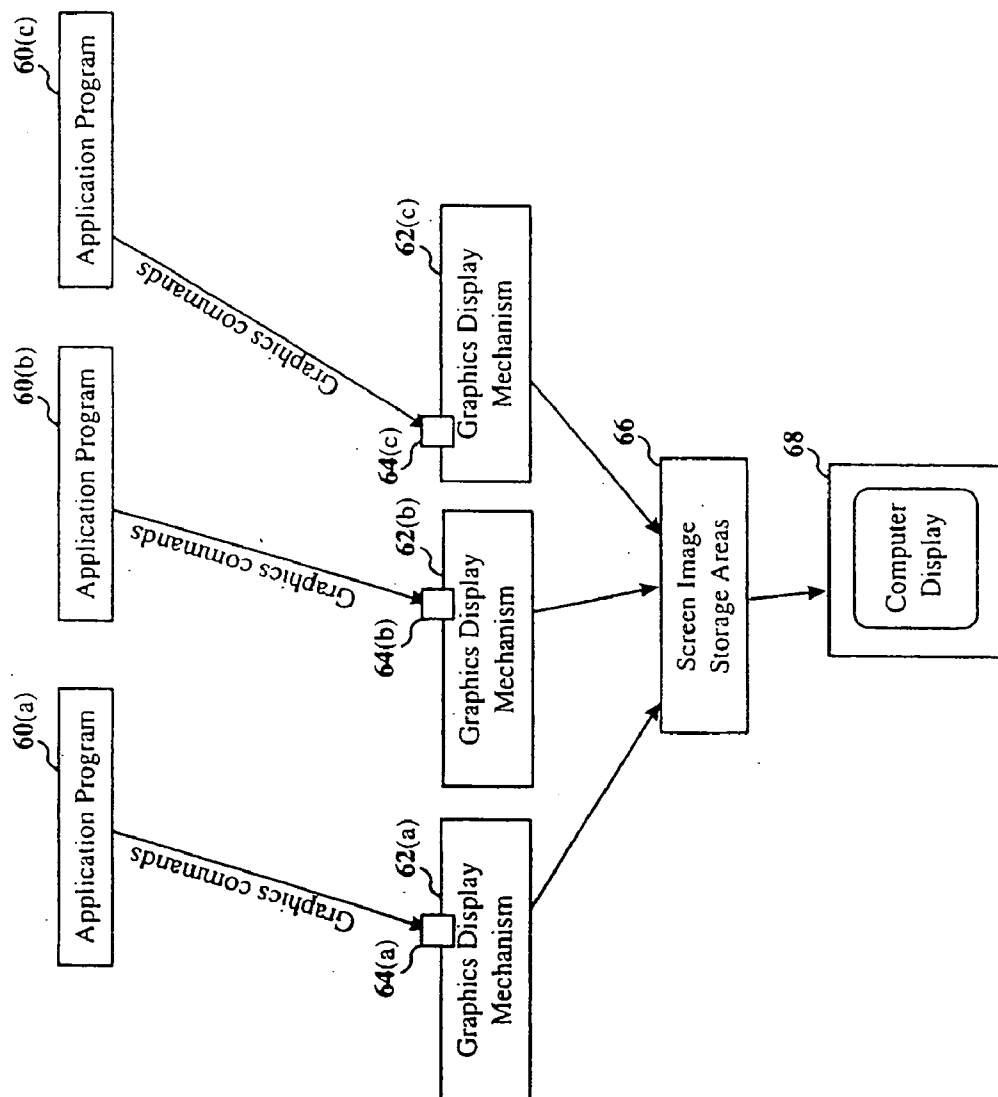 60(a)
Application Program
60(b)
Application Program
60(c)
Application Program
Graphics commands
Graphics commands
Graphics commands
64(a)
62(a)
Graphics Display
Mechanism
64(b)
62(b)
Graphics Display
Mechanism
64(c)
62(c)
Graphics Display
Mechanism
66
Screen Image
Storage Areas
68
Computer
Display